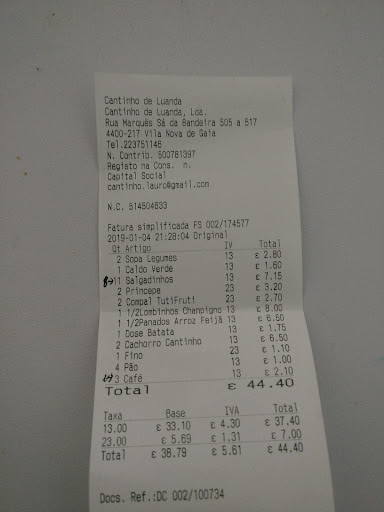 Cantinho de Luanda
Cantinho de Luanda, Lda.
Rua Marquês Sá da Bandeira 505 a 517
4400-217 Vila Nova de Gaia
Tel.223751146
N. Contrib. 500781397
Registo na Cons. n.
Capital Social
cantinho.lauro@gmail.com
N.C. 514504633
Fatura simplificada FS 002/174577
2019-01-04 21:28:04 Original
Qt Artigo IV Total
2 Sopa Legumes 13 € 2.80
1 Caldo Verde 13 € 1.60
11 Salgadinhos 13 € 7.15
2 Principe 23 € 3.20
2 Compal TutiFruti 23 € 2.70
1 1/2Lombinhos Champigno 13 € 8.00
1 1/2Panados Arroz Feijã 13 € 6.50
1 Dose Batata 13 € 1.75
2 Cachorro Cantinho 13 € 6.50
1 Fino 23 € 1.10
4 Pão 13 € 1.00
3 Café 13 € 2.10
Total € 44.40
Taxa Base IVA Total
13.00 € 33.10 € 4.30 € 37.40
23.00 € 5.69 € 1.31 € 7.00
Total € 38.79 € 5.61 € 44.40
Docs. Ref.:DC 002/100734